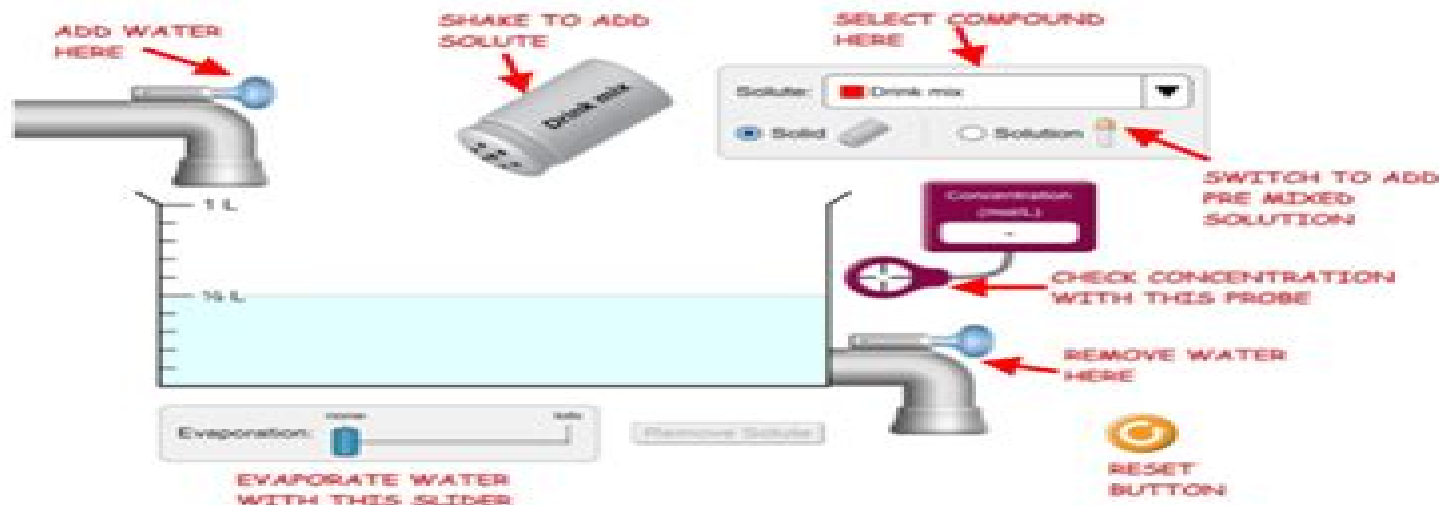 ADD WATER
HERE
SHAKE TO ADD
SOLUTE
SELECT COMPOUND
HERE
Drink mix
Solute:
Drink mix
Solid
Solution
SWITCH TO ADD
PRE MIXED
SOLUTION
1 L
Concentration
(mol/L)
-
½ L
CHECK CONCENTRATION
WITH THIS PROBE
REMOVE WATER
HERE
none
lots
Evaporation:
Remove Solute
EVAPORATE WATER
WITH THIS SLIDER
RESET
BUTTON